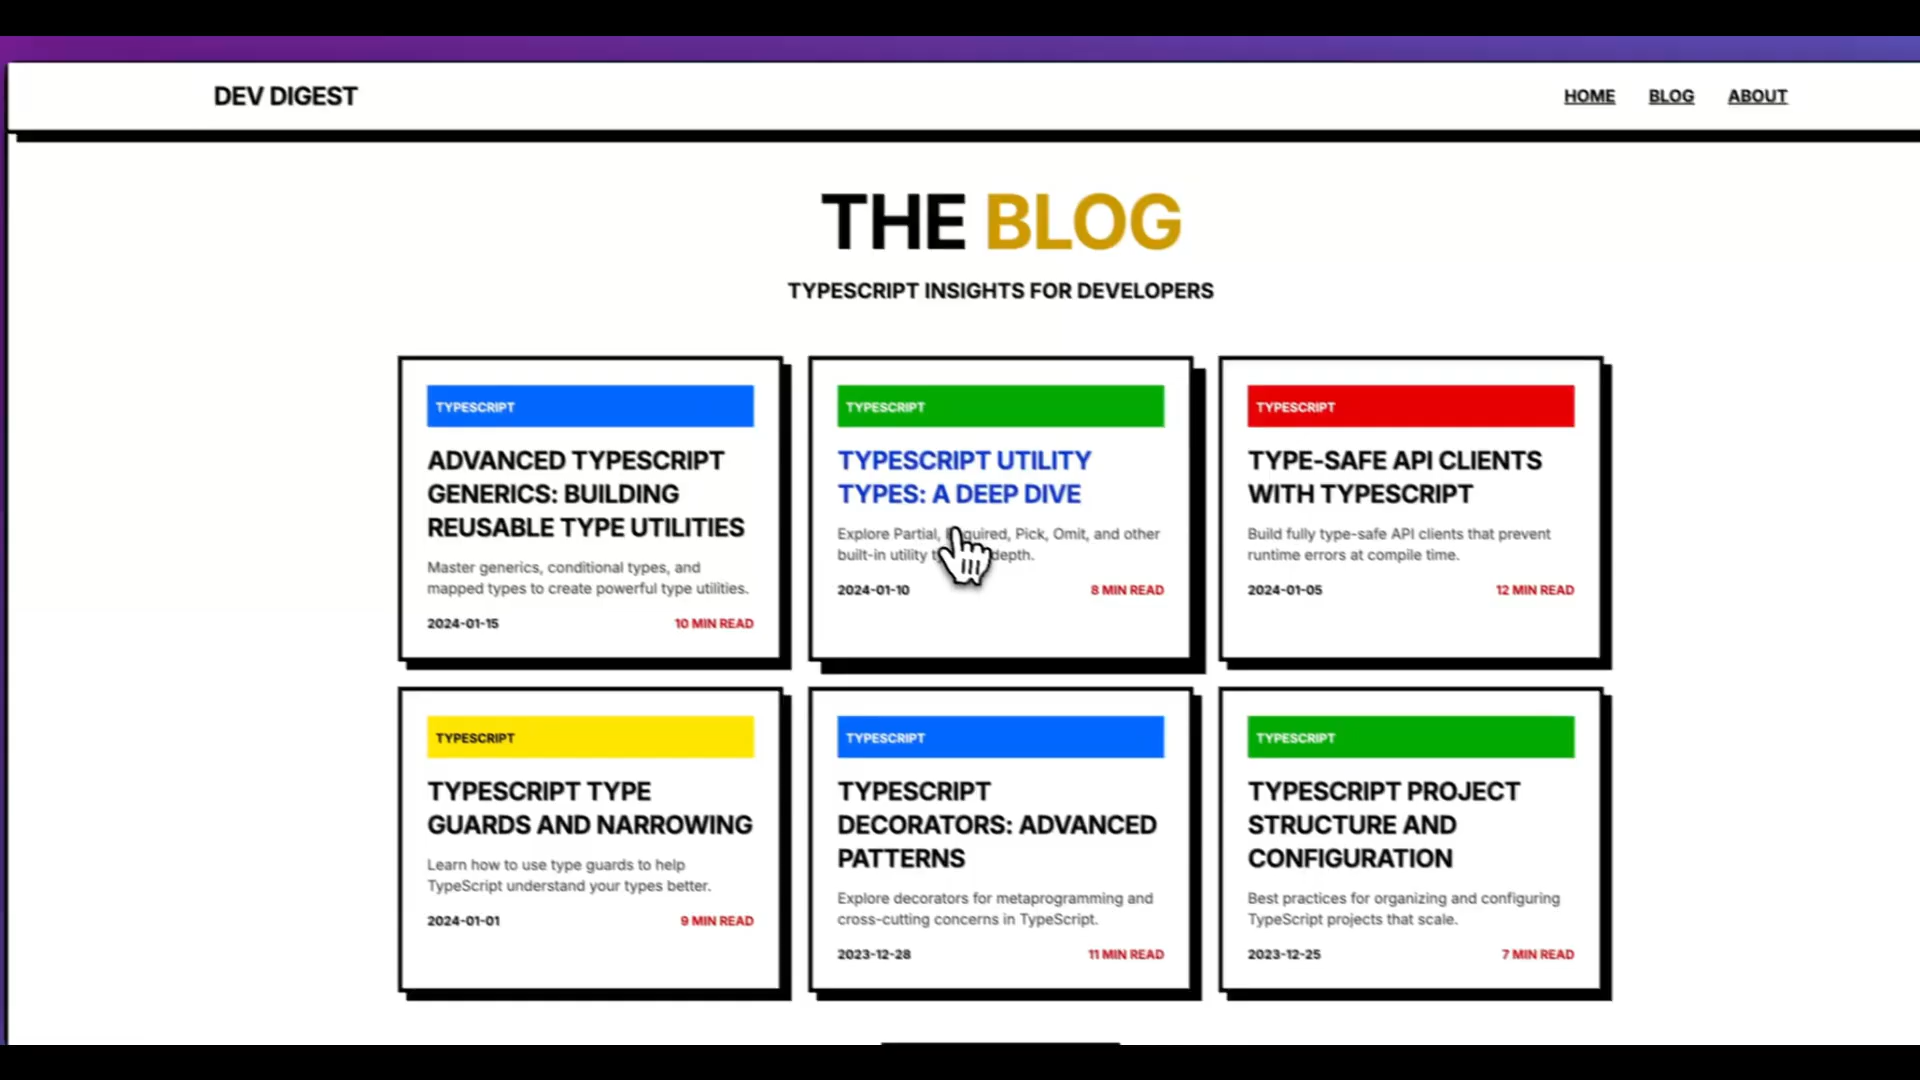 DEV DIGEST
HOME BLOG ABOUT
THE BLOG
TYPESCRIPT INSIGHTS FOR DEVELOPERS
TYPESCRIPT
ADVANCED TYPESCRIPT
GENERICS: BUILDING
REUSABLE TYPE UTILITIES
Master generics, conditional types, and
mapped types to create powerful type utilities.
2024-01-15 10 MIN READ
TYPESCRIPT
TYPESCRIPT UTILITY
TYPES: A DEEP DIVE
Explore Partial, Pick, Omit, and other
built-in utility depth.
2024-01-10 8 MIN READ
TYPESCRIPT
TYPE-SAFE API CLIENTS
WITH TYPESCRIPT
Build fully type-safe API clients that prevent
runtime errors at compile time.
2024-01-05 12 MIN READ
TYPESCRIPT
TYPESCRIPT TYPE
GUARDS AND NARROWING
Learn how to use type guards to help
TypeScript understand your types better.
2024-01-01 9 MIN READ
TYPESCRIPT
TYPESCRIPT
DECORATORS: ADVANCED
PATTERNS
Explore decorators for metaprogramming and
cross-cutting concerns in TypeScript.
2023-12-28 11 MIN READ
TYPESCRIPT
TYPESCRIPT PROJECT
STRUCTURE AND
CONFIGURATION
Best practices for organizing and configuring
TypeScript projects that scale.
2023-12-25 7 MIN READ